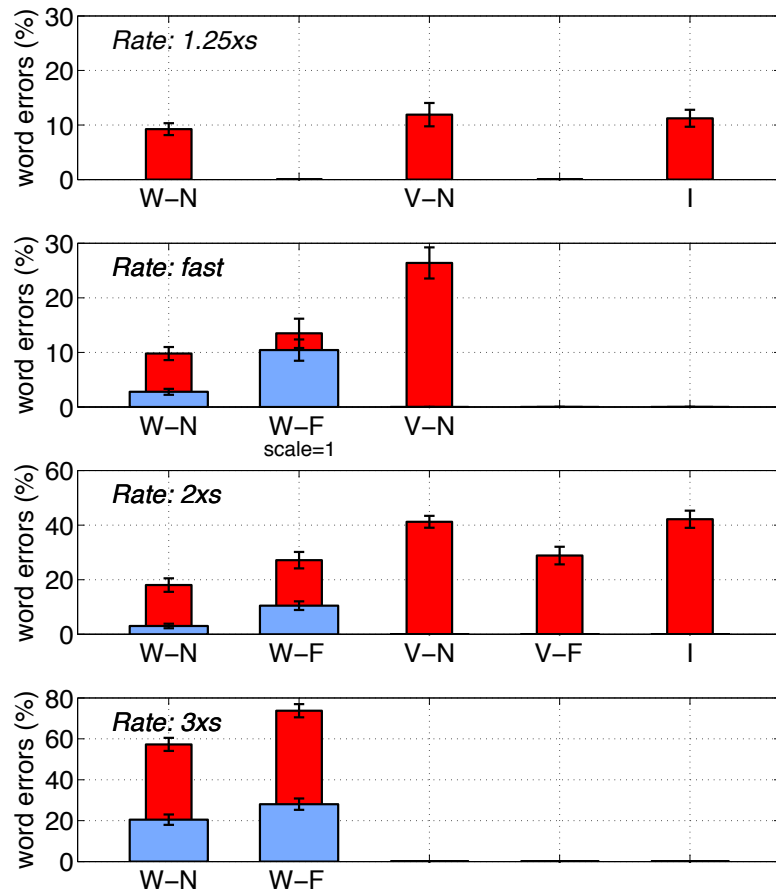 word errors (%)
30
20
10
0
Rate: 1.25xs
W–N
V–N
I
word errors (%)
30
20
10
0
Rate: fast
W–N
W–F
V–N
scale=1
word errors (%)
60
40
20
0
Rate: 2xs
W–N
W–F
V–N
V–F
I
word errors (%)
80
60
40
20
0
Rate: 3xs
W–N
W–F